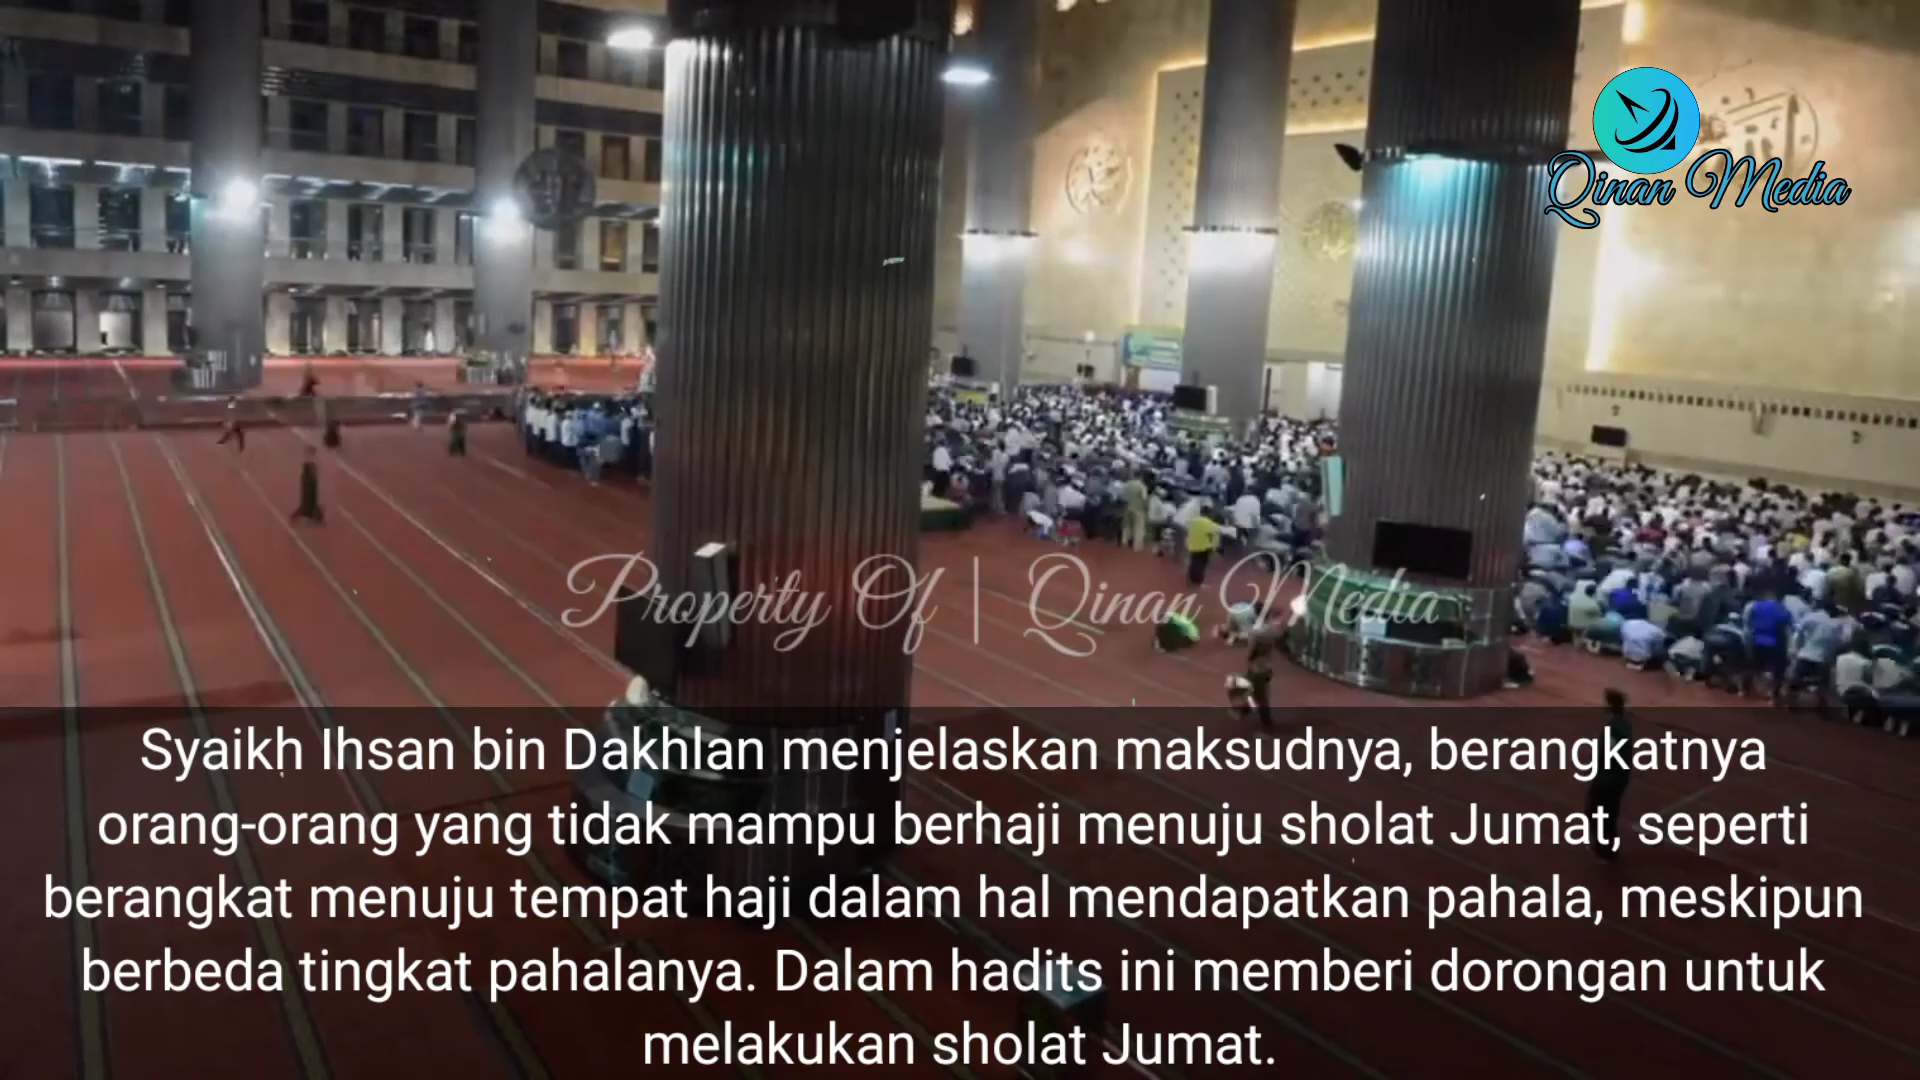 Qinan Media
Property Of | Qinan Media
Syaikh Ihsan bin Dakhlan menjelaskan maksudnya, berangkatnya
orang-orang yang tidak mampu berhaji menuju sholat Jumat, seperti
berangkat menuju tempat haji dalam hal mendapatkan pahala, meskipun
berbeda tingkat pahalanya. Dalam hadits ini memberi dorongan untuk
melakukan sholat Jumat.